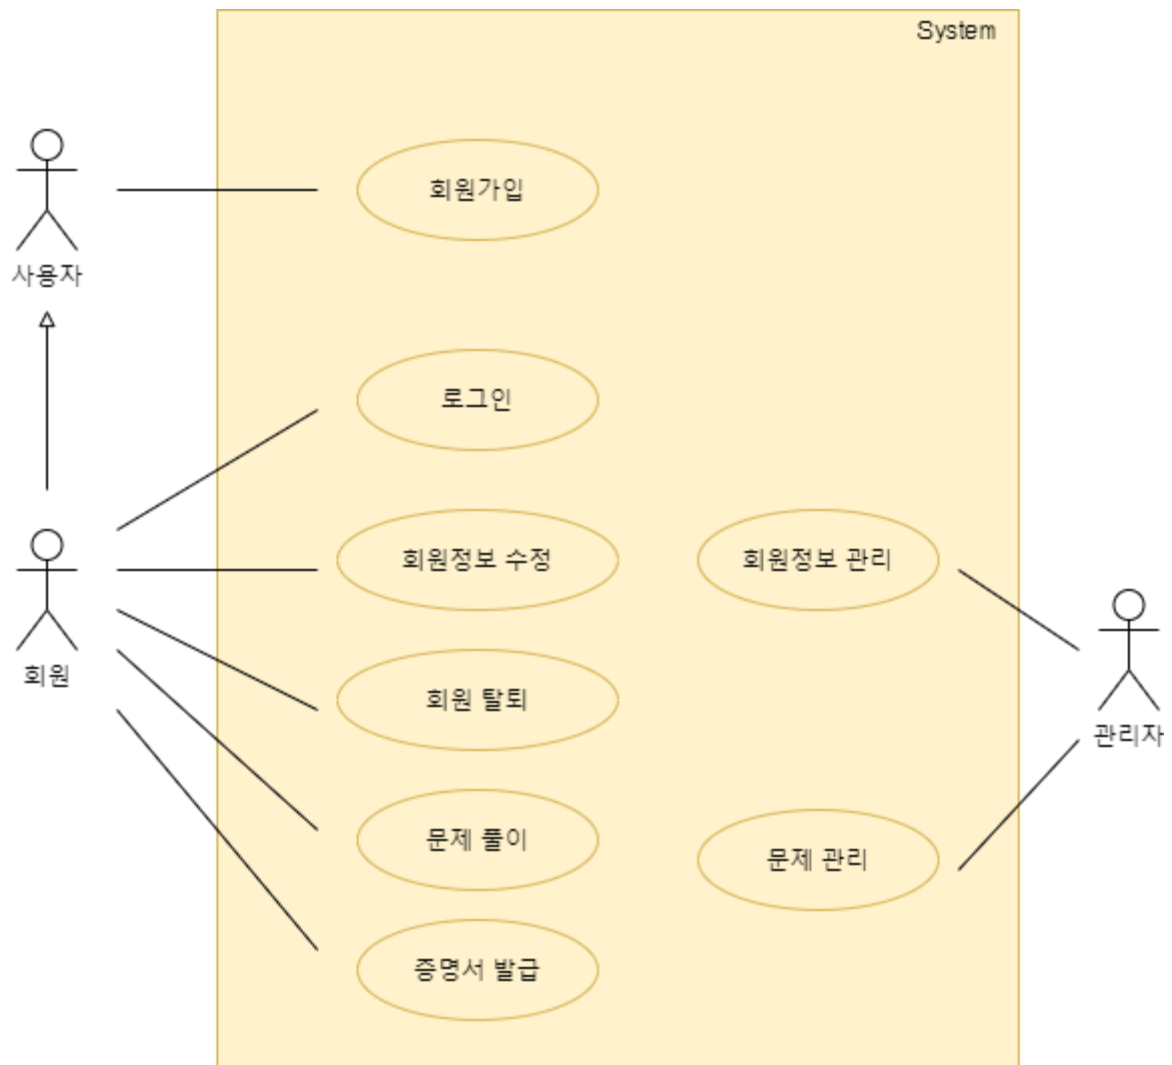 System
회원가입
사용자
로그인
회원정보 수정
회원정보 관리
회원
회원 탈퇴
관리자
문제 풀이
문제 관리
증명서 발급